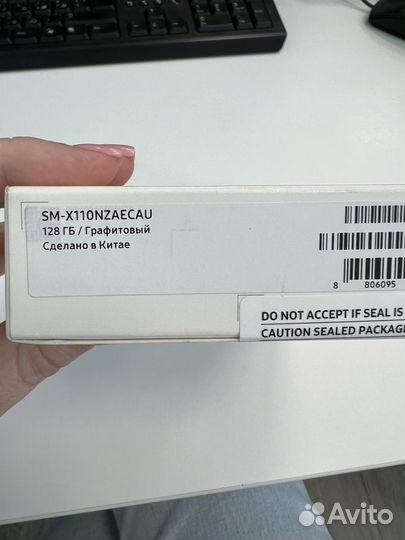 SM-X110NZAECAU
128 ГБ / Графитовый
Сделано в Китае
8 806095
DO NOT ACCEPT IF SEAL IS
CAUTION SEALED PACKAGE
Avito